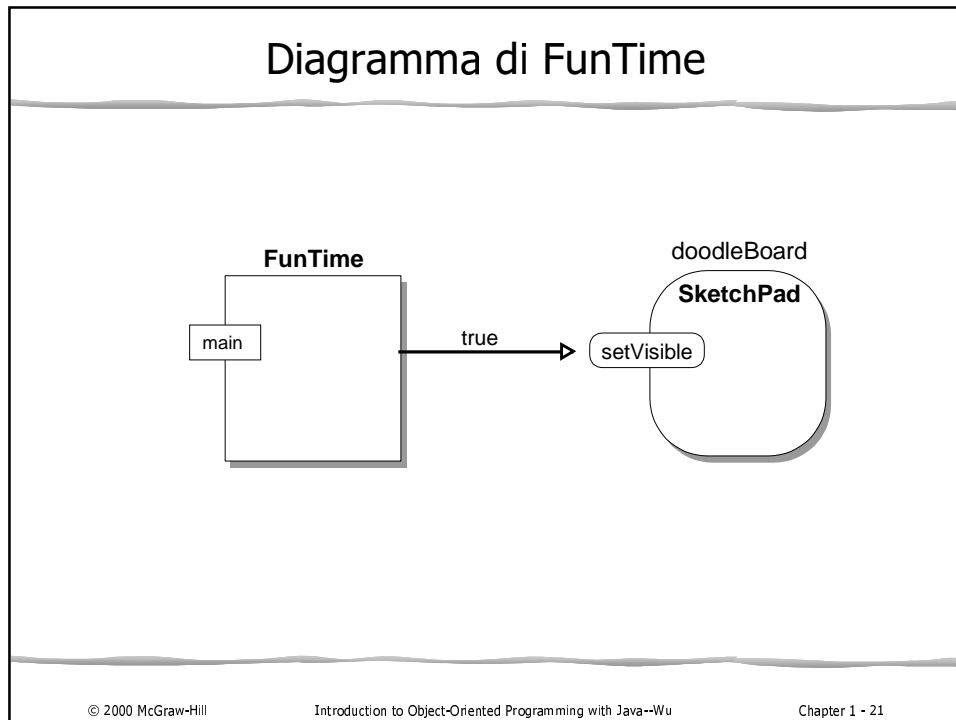 Diagramma di FunTime
FunTime
doodleBoard
SketchPad
main
true
setVisible
© 2000 McGraw-Hill
Introduction to Object-Oriented Programming with Java--Wu
Chapter 1 - 21